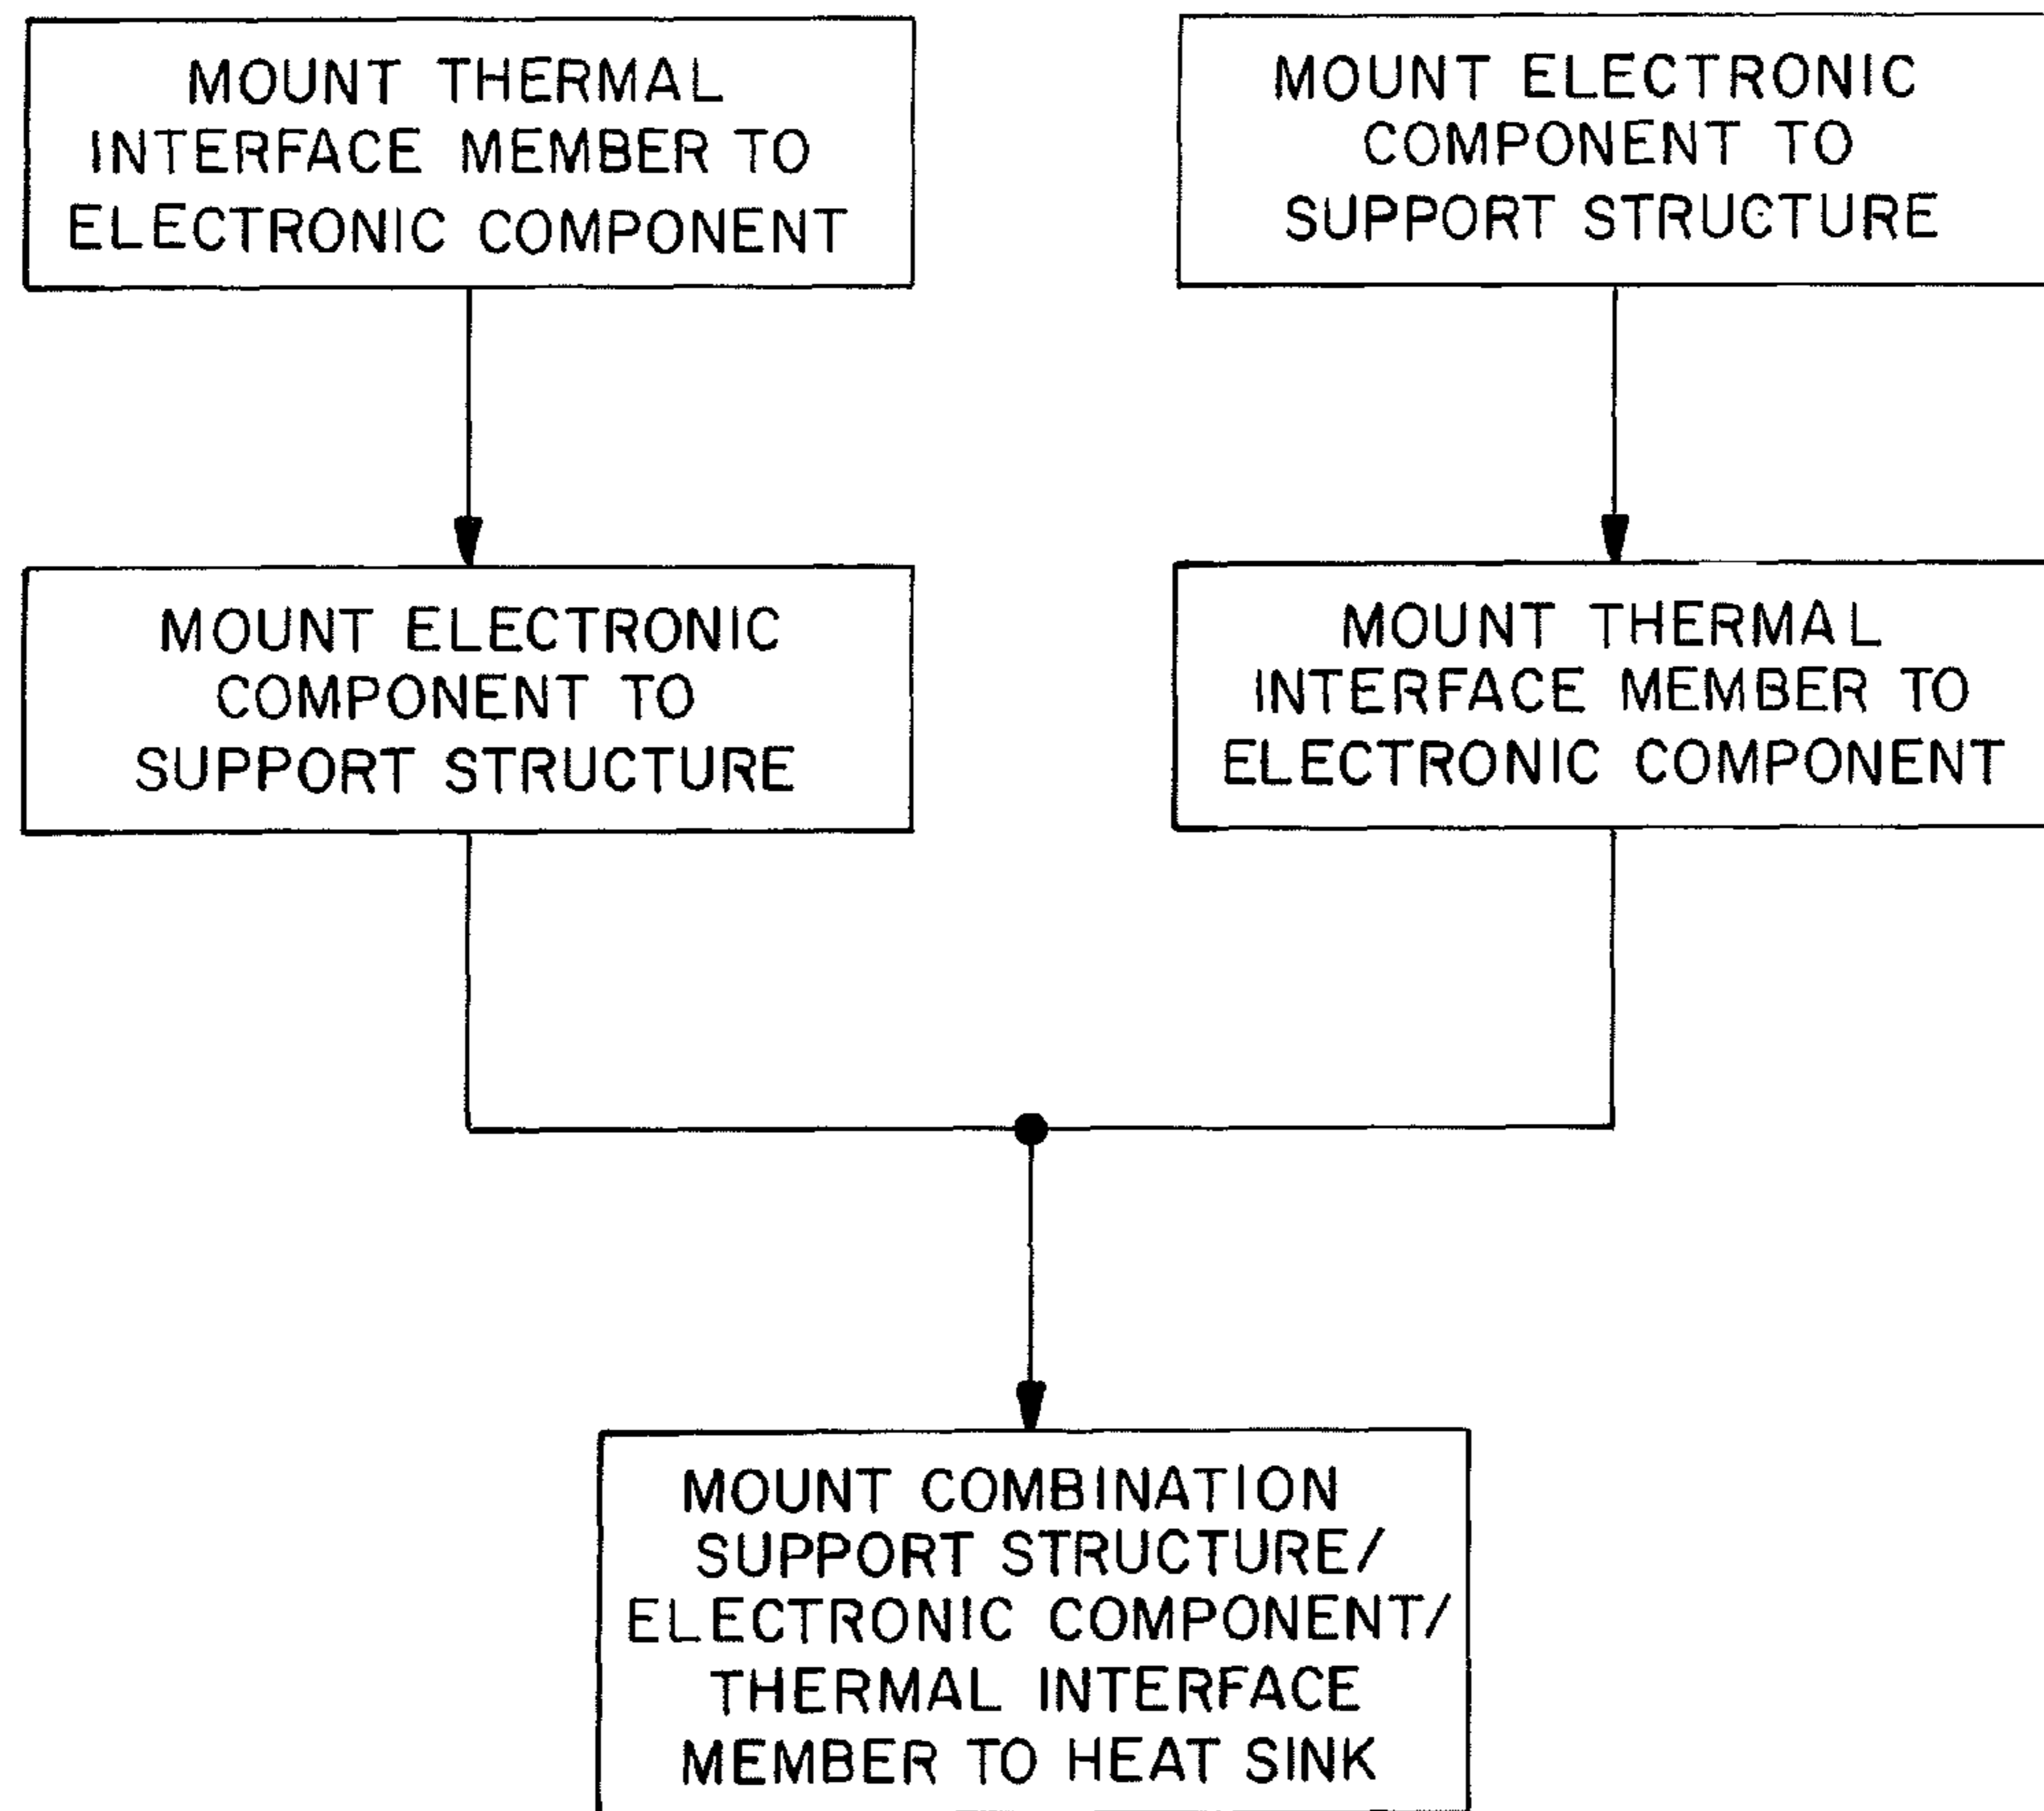 MOUNT THERMAL
INTERFACE MEMBER TO
ELECTRONIC COMPONENT
MOUNT ELECTRONIC
COMPONENT TO
SUPPORT STRUCTURE
MOUNT ELECTRONIC
COMPONENT TO
SUPPORT STRUCTURE
MOUNT THERMAL
INTERFACE MEMBER TO
ELECTRONIC COMPONENT
MOUNT COMBINATION
SUPPORT STRUCTURE/
ELECTRONIC COMPONENT/
THERMAL INTERFACE
MEMBER TO HEAT SINK